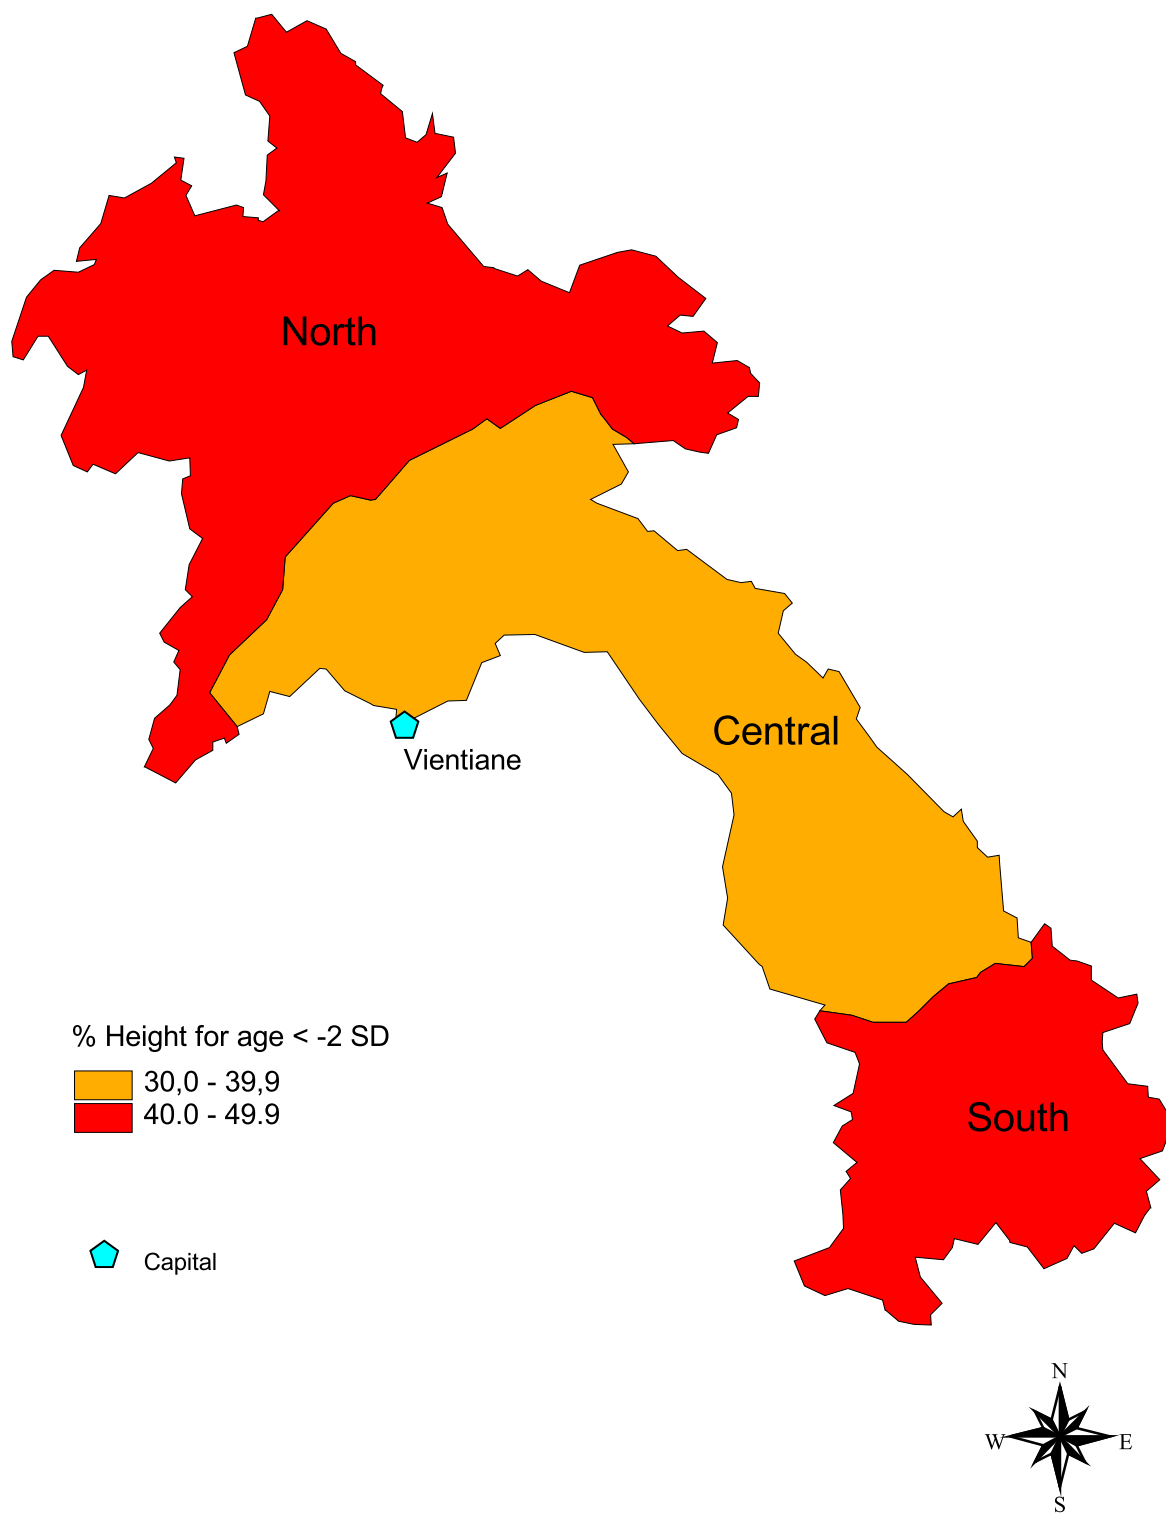 North
Central
Vientiane
% Height for age < -2 SD
30,0 - 39,9
40.0 - 49.9
South
Capital
N
W
E
S